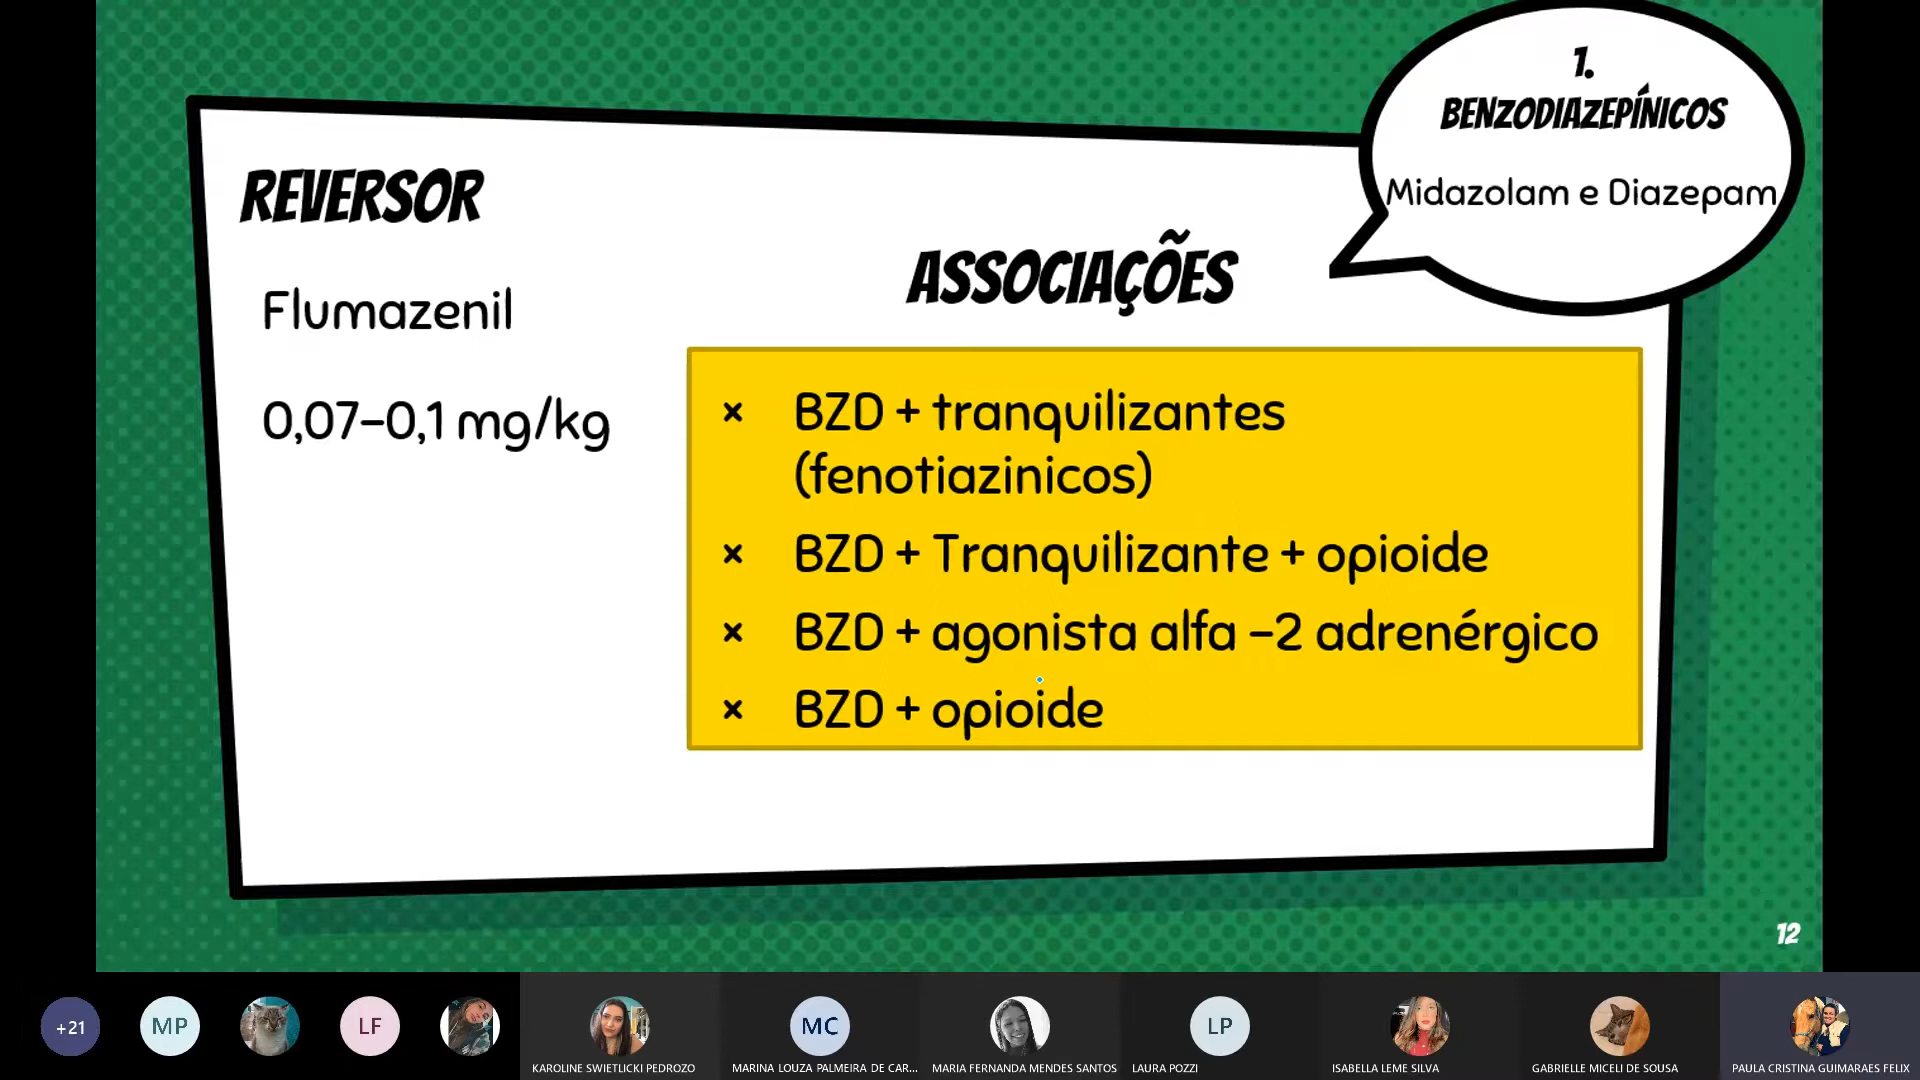 1.
BENZODIAZEPÍNICOS
Midazolam e Diazepam
REVERSOR
Flumazenil
0,07–0,1 mg/kg
ASSOCIAÇÕES
× BZD + tranquilizantes
(fenotiazinicos)
× BZD + Tranquilizante + opioide
× BZD + agonista alfa –2 adrenérgico
× BZD + opioide
12
+21
MP
LF
MC
LP
KAROLINE SWIETLICKI PEDROZO
MARINA LOUZA PALMEIRA DE CAR...
MARIA FERNANDA MENDES SANTOS
LAURA POZZI
ISABELLA LEME SILVA
GABRIELLE MICELI DE SOUSA
PAULA CRISTINA GUIMARAES FELIX